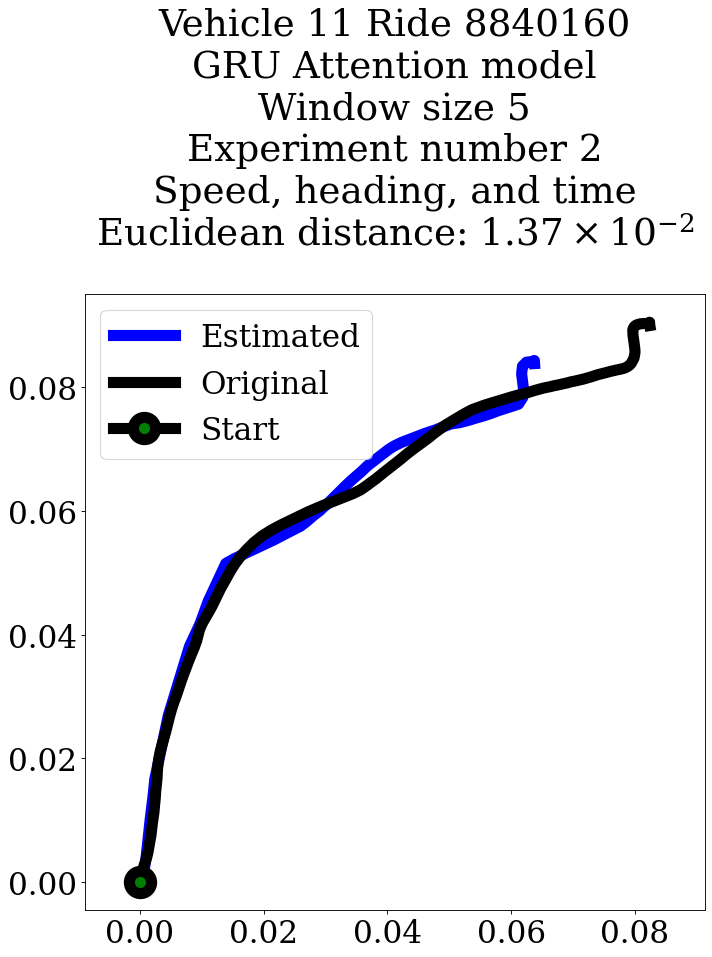 Vehicle 11 Ride 8840160
GRU Attention model
Window size 5
Experiment number 2
Speed, heading, and time
Euclidean distance: 1.37 × 10⁻²
Estimated
Original
Start
0.08
0.06
0.04
0.02
0.00
0.00 0.02 0.04 0.06 0.08